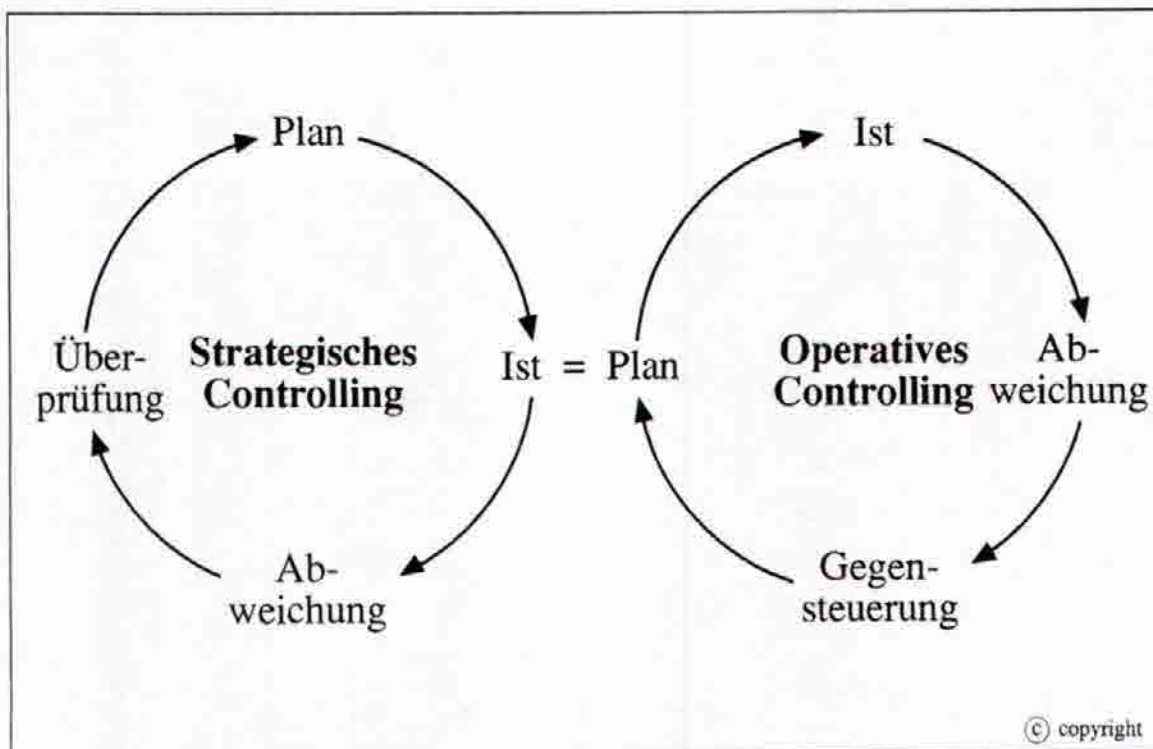 Plan
Ist
Über-
prüfung
Strategisches
Controlling
Ist = Plan
Operatives
Controlling
Ab-
weichung
Ab-
weichung
Gegen-
steuerung
© copyright